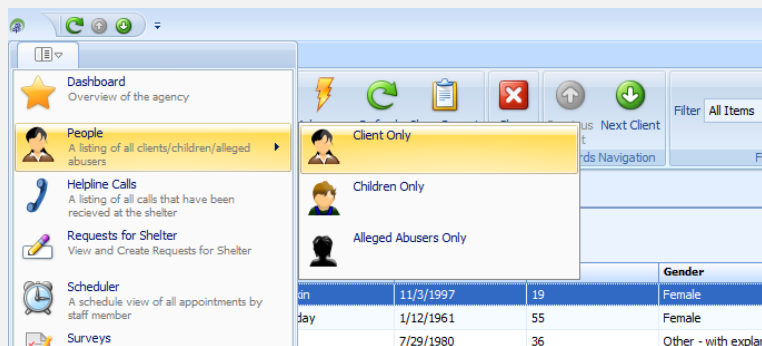 Dashboard
Overview of the agency
People
A listing of all clients/children/alleged
abusers
Helpline Calls
A listing of all calls that have been
recieved at the shelter
Requests for Shelter
View and Create Requests for Shelter
Scheduler
A schedule view of all appointments by
staff member
Surveys
Client Only
Children Only
Alleged Abusers Only
Next Client
Navigation
Filter All Items
Gender
11/3/1997 19 Female
1/12/1961 55 Female
7/29/1980 36 Other - with